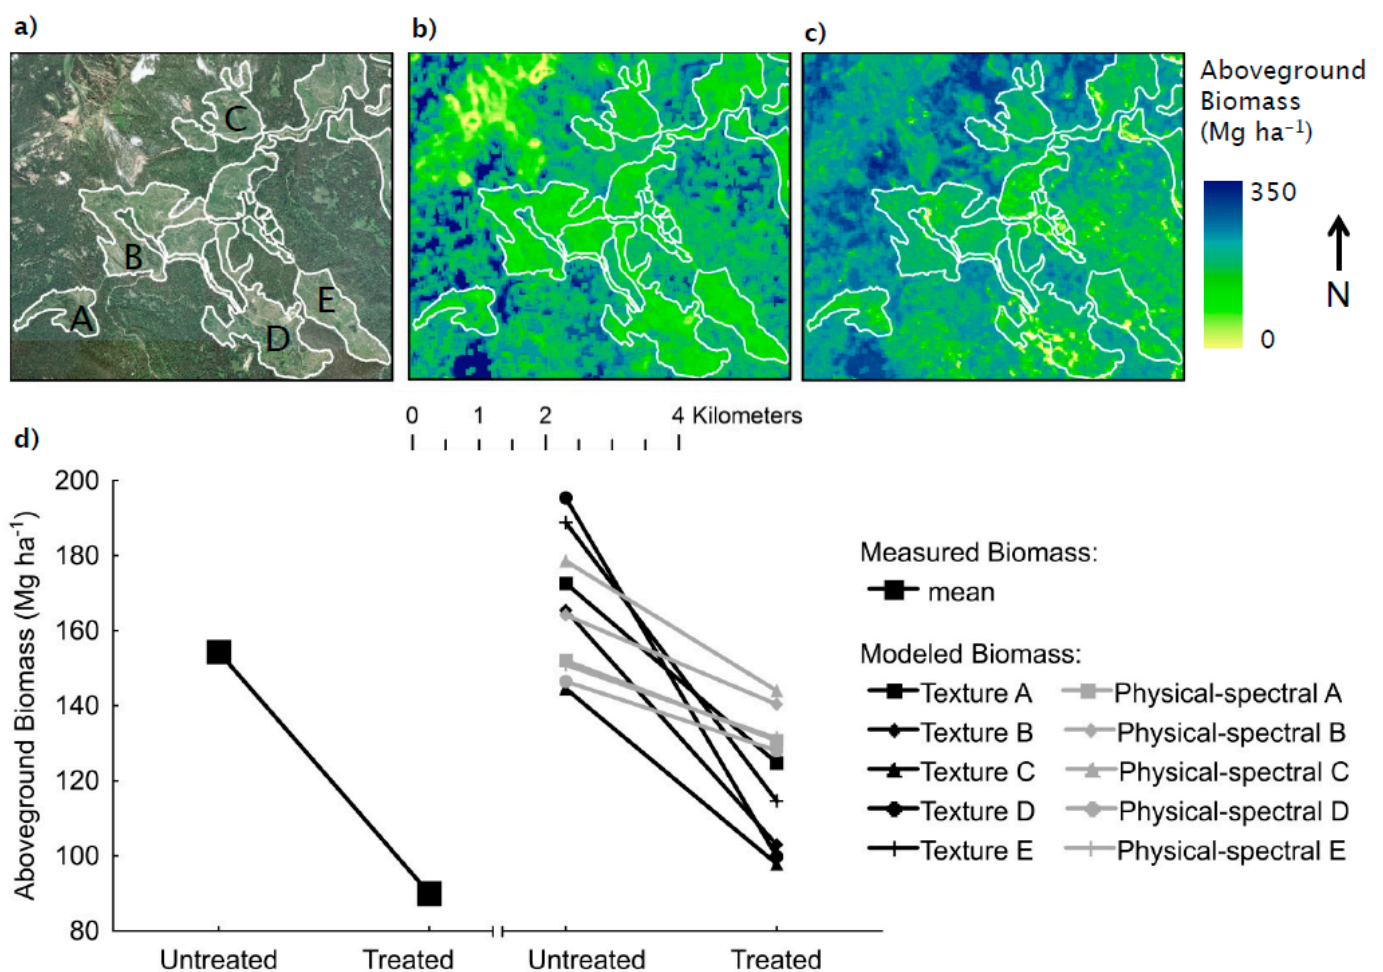 a)
b)
c)
Aboveground
Biomass
(Mg ha⁻¹)
350
0
N
A
B
C
D
E
0 1 2 4 Kilometers
d)
Aboveground Biomass (Mg ha⁻¹)
200
180
160
140
120
100
80
Untreated Treated Untreated Treated
Measured Biomass:
mean
Modeled Biomass:
Texture A Physical-spectral A
Texture B Physical-spectral B
Texture C Physical-spectral C
Texture D Physical-spectral D
Texture E Physical-spectral E